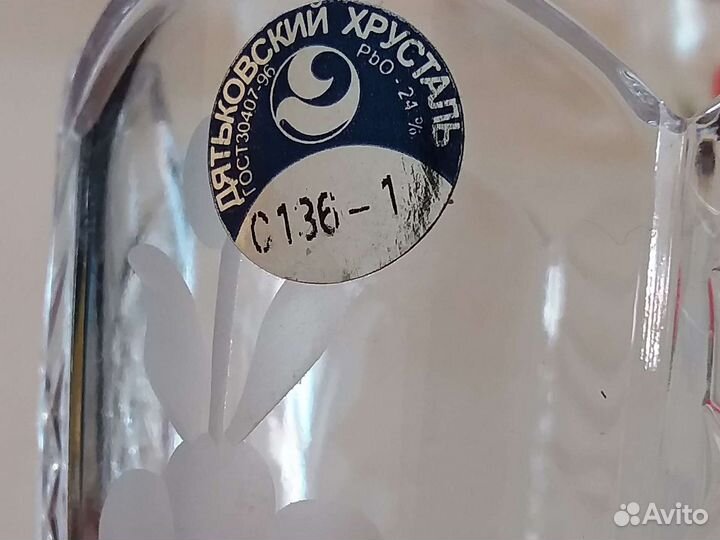 ДЯТЬКОВСКИЙ ХРУСТАЛЬ
ГОСТ30407-96
PbO-24%
С136-1
Avito